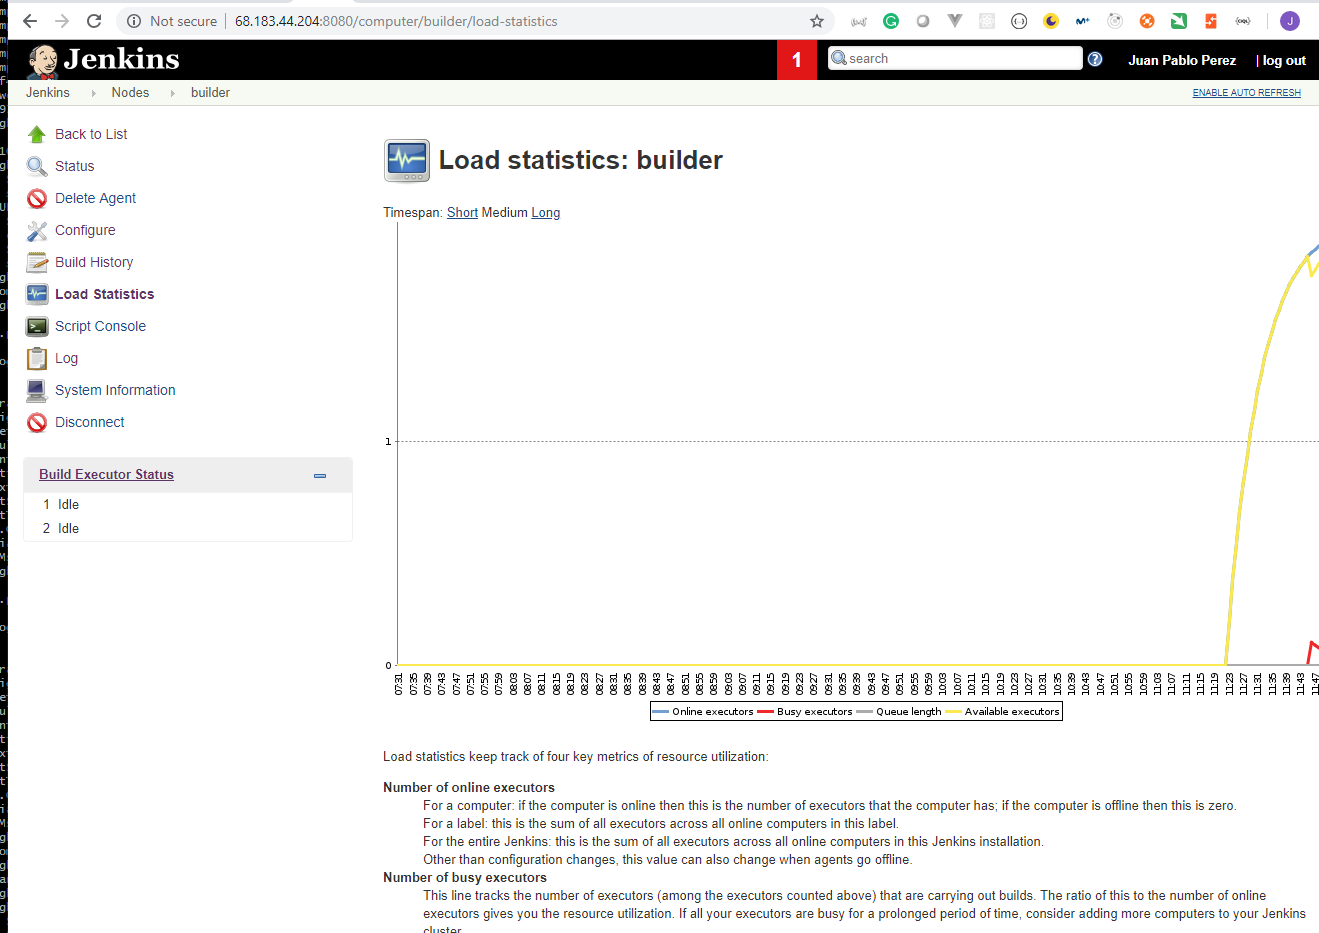 Not secure | 68.183.44.204:8080/computer/builder/load-statistics
J
Jenkins
1
search
Juan Pablo Perez
| log out
Jenkins
Nodes
builder
ENABLE AUTO REFRESH
Back to List
Status
Delete Agent
Configure
Build History
Load Statistics
Script Console
Log
System Information
Disconnect
Build Executor Status
1 Idle
2 Idle
Load statistics: builder
Timespan: Short Medium Long
1
0
07:31 07:35 07:39 07:43 07:47 07:51 07:55 07:59 08:03 08:07 08:11 08:15 08:19 08:23 08:27 08:31 08:35 08:39 08:43 08:47 08:51 08:55 08:59 09:03 09:07 09:11 09:15 09:19 09:23 09:27 09:31 09:35 09:39 09:43 09:47 09:51 09:55 09:59 10:03 10:07 10:11 10:15 10:19 10:23 10:27 10:31 10:35 10:39 10:43 10:47 10:51 10:55 10:59 11:03 11:07 11:11 11:15 11:19 11:23 11:27 11:31 11:35 11:39 11:43 11:47
Online executors Busy executors Queue length Available executors
Load statistics keep track of four key metrics of resource utilization:
Number of online executors
For a computer: if the computer is online then this is the number of executors that the computer has; if the computer is offline then this is zero.
For a label: this is the sum of all executors across all online computers in this label.
For the entire Jenkins: this is the sum of all executors across all online computers in this Jenkins installation.
Other than configuration changes, this value can also change when agents go offline.
Number of busy executors
This line tracks the number of executors (among the executors counted above) that are carrying out builds. The ratio of this to the number of online
executors gives you the resource utilization. If all your executors are busy for a prolonged period of time, consider adding more computers to your Jenkins
cluster.